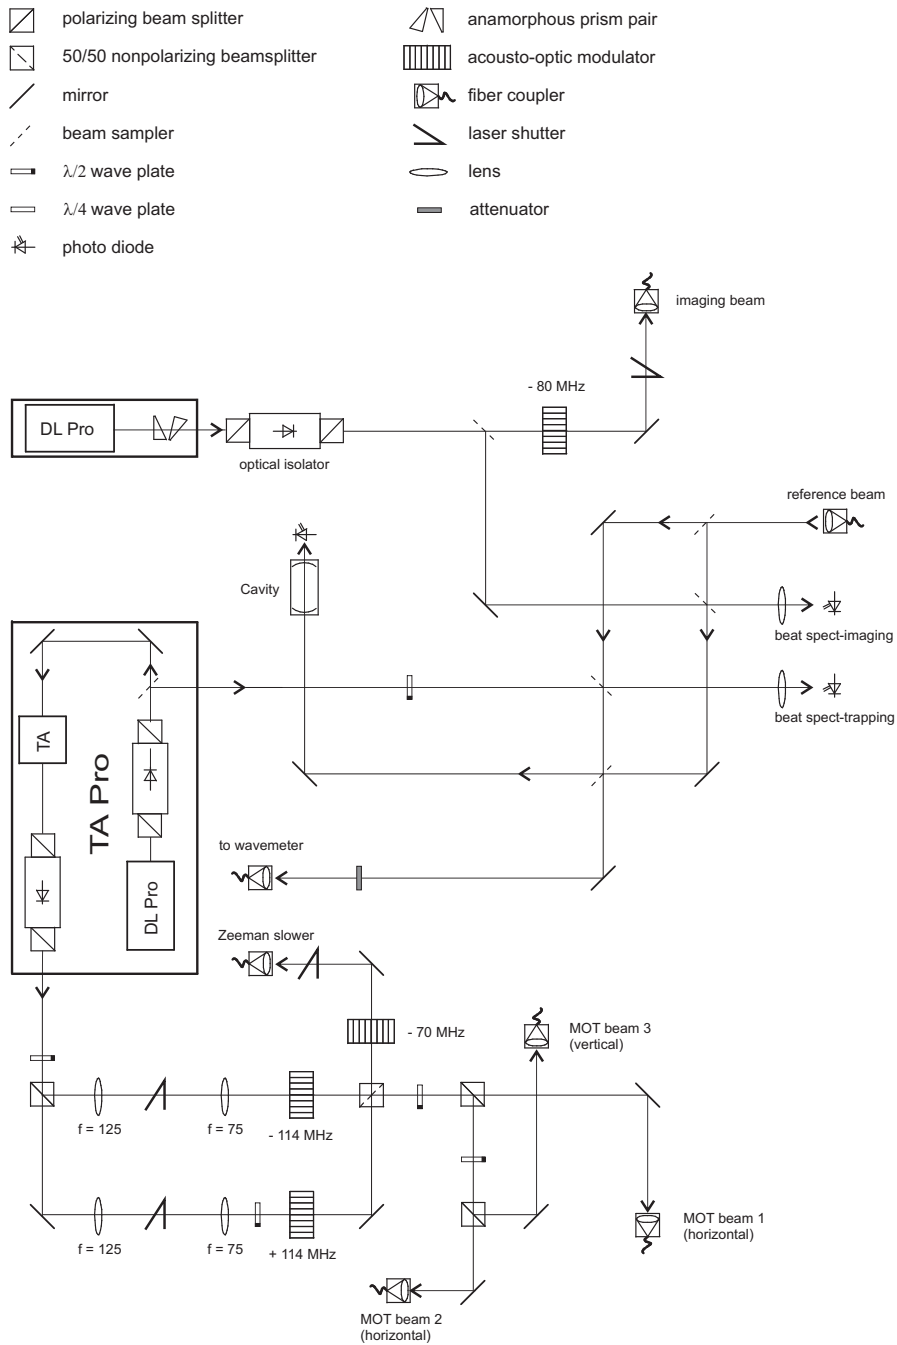 polarizing beam splitter
50/50 nonpolarizing beamsplitter
mirror
beam sampler
λ/2 wave plate
λ/4 wave plate
photo diode
anamorphous prism pair
acousto-optic modulator
fiber coupler
laser shutter
lens
attenuator
imaging beam
- 80 MHz
DL Pro
optical isolator
reference beam
Cavity
beat spect-imaging
beat spect-trapping
TA
TA Pro
DL Pro
to wavemeter
Zeeman slower
- 70 MHz
MOT beam 3
(vertical)
f = 125
f = 75
- 114 MHz
f = 125
f = 75
+ 114 MHz
MOT beam 1
(horizontal)
MOT beam 2
(horizontal)